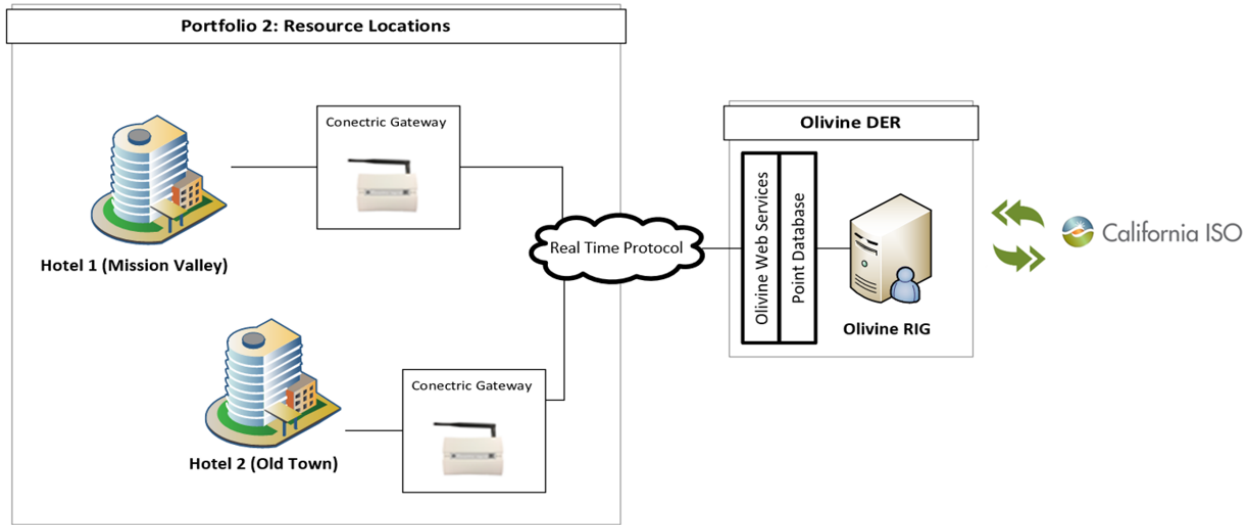 Portfolio 2: Resource Locations
Conectric Gateway
Hotel 1 (Mission Valley)
Conectric Gateway
Hotel 2 (Old Town)
Real Time Protocol
Olivine DER
Olivine Web Services
Point Database
Olivine RIG
California ISO